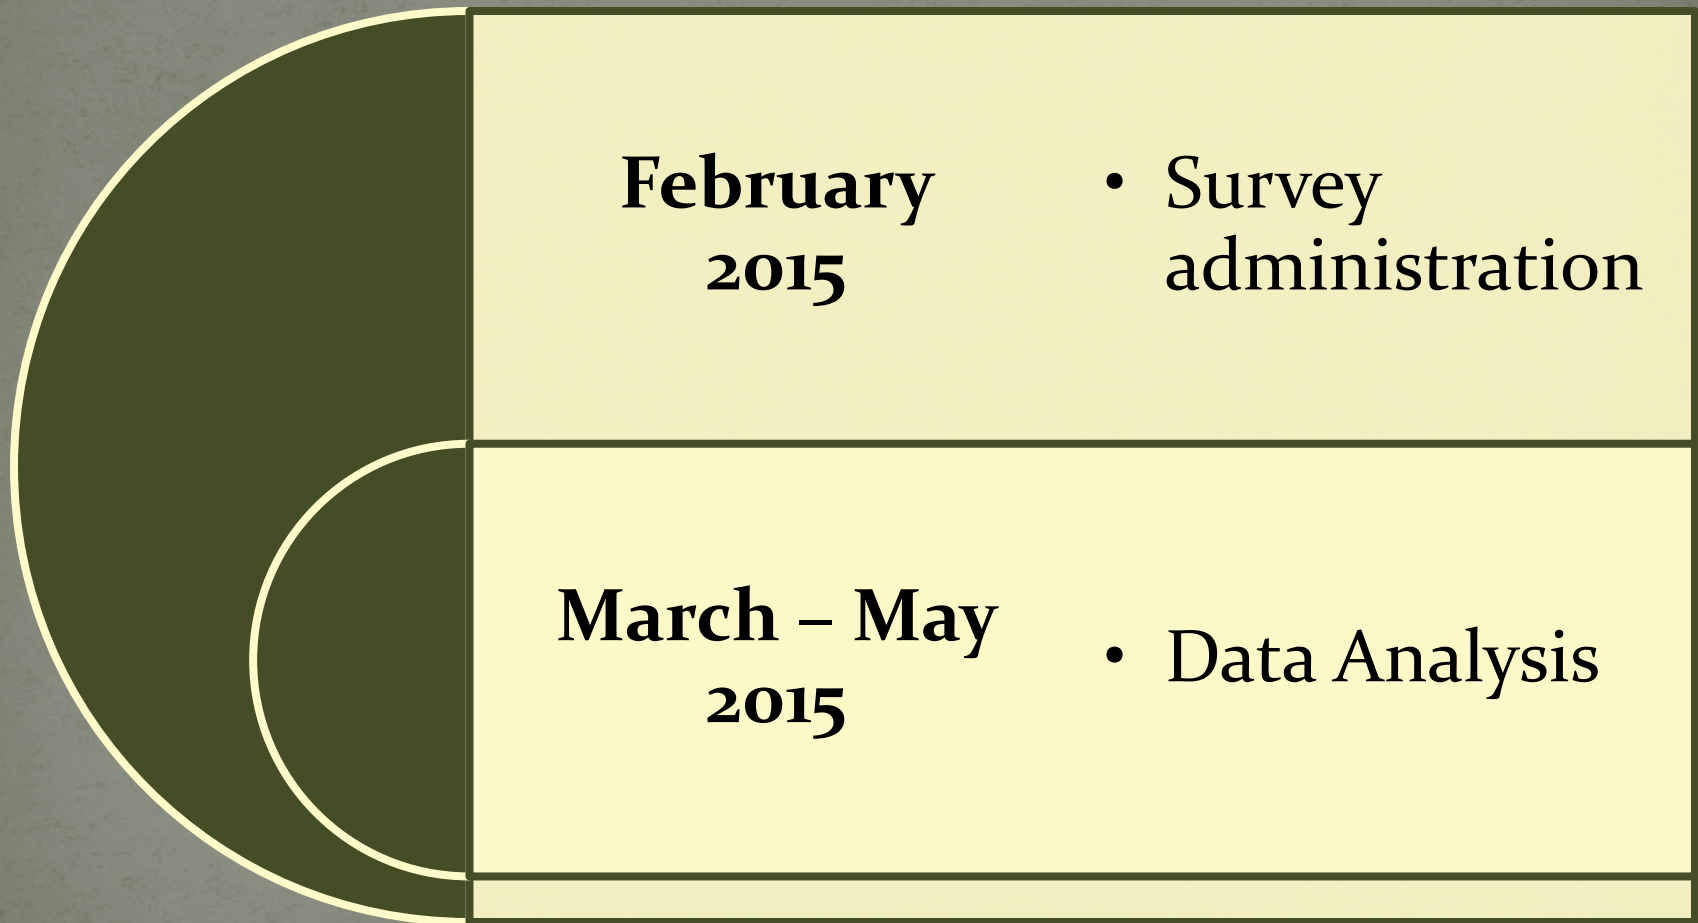 February
2015
• Survey
administration
March – May
2015
• Data Analysis